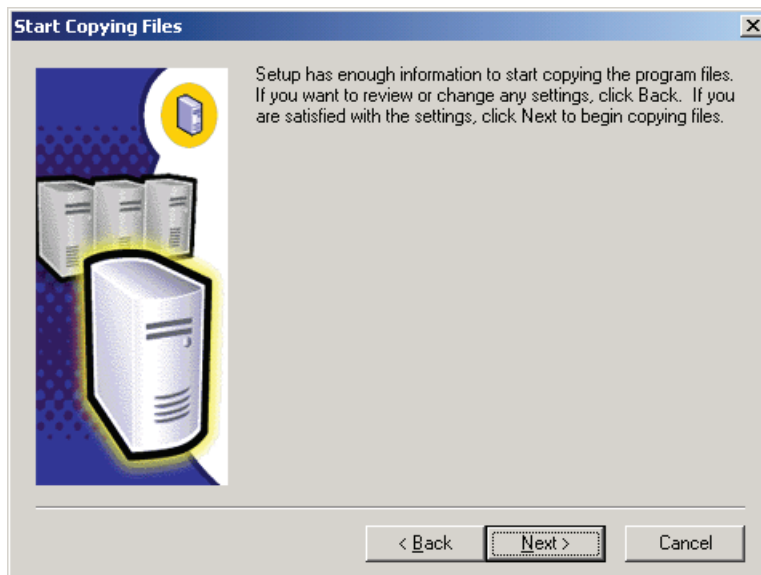 Start Copying Files
Setup has enough information to start copying the program files.
If you want to review or change any settings, click Back. If you
are satisfied with the settings, click Next to begin copying files.
< Back
Next >
Cancel